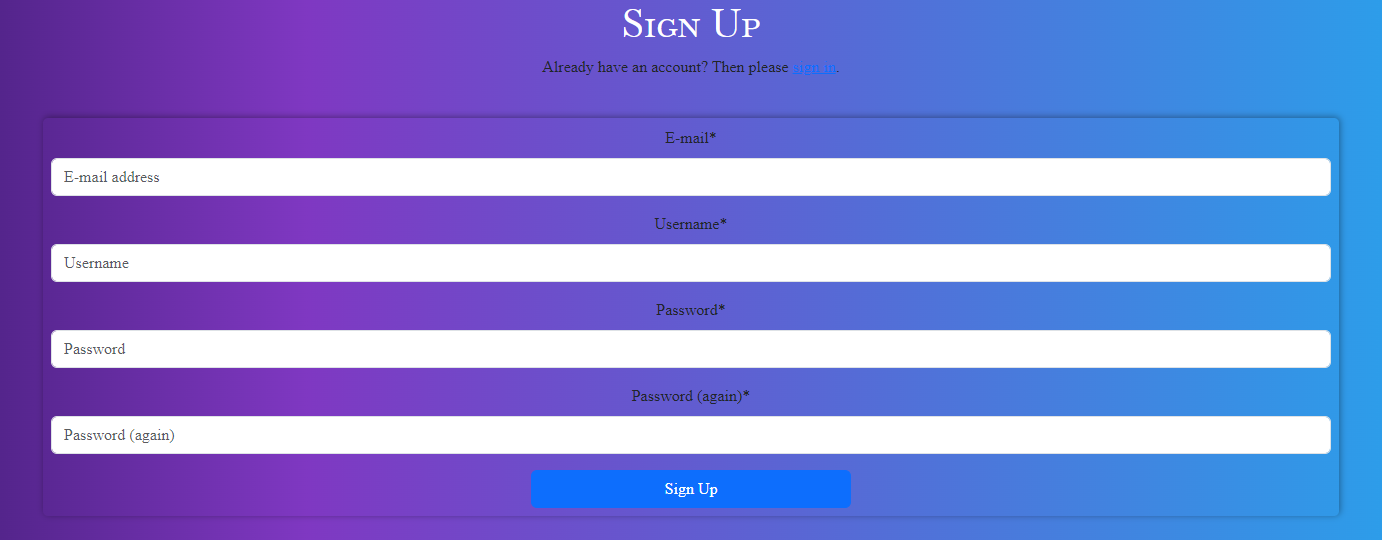 Sign Up
Already have an account? Then please sign in.
E-mail*
E-mail address
Username*
Username
Password*
Password
Password (again)*
Password (again)
Sign Up